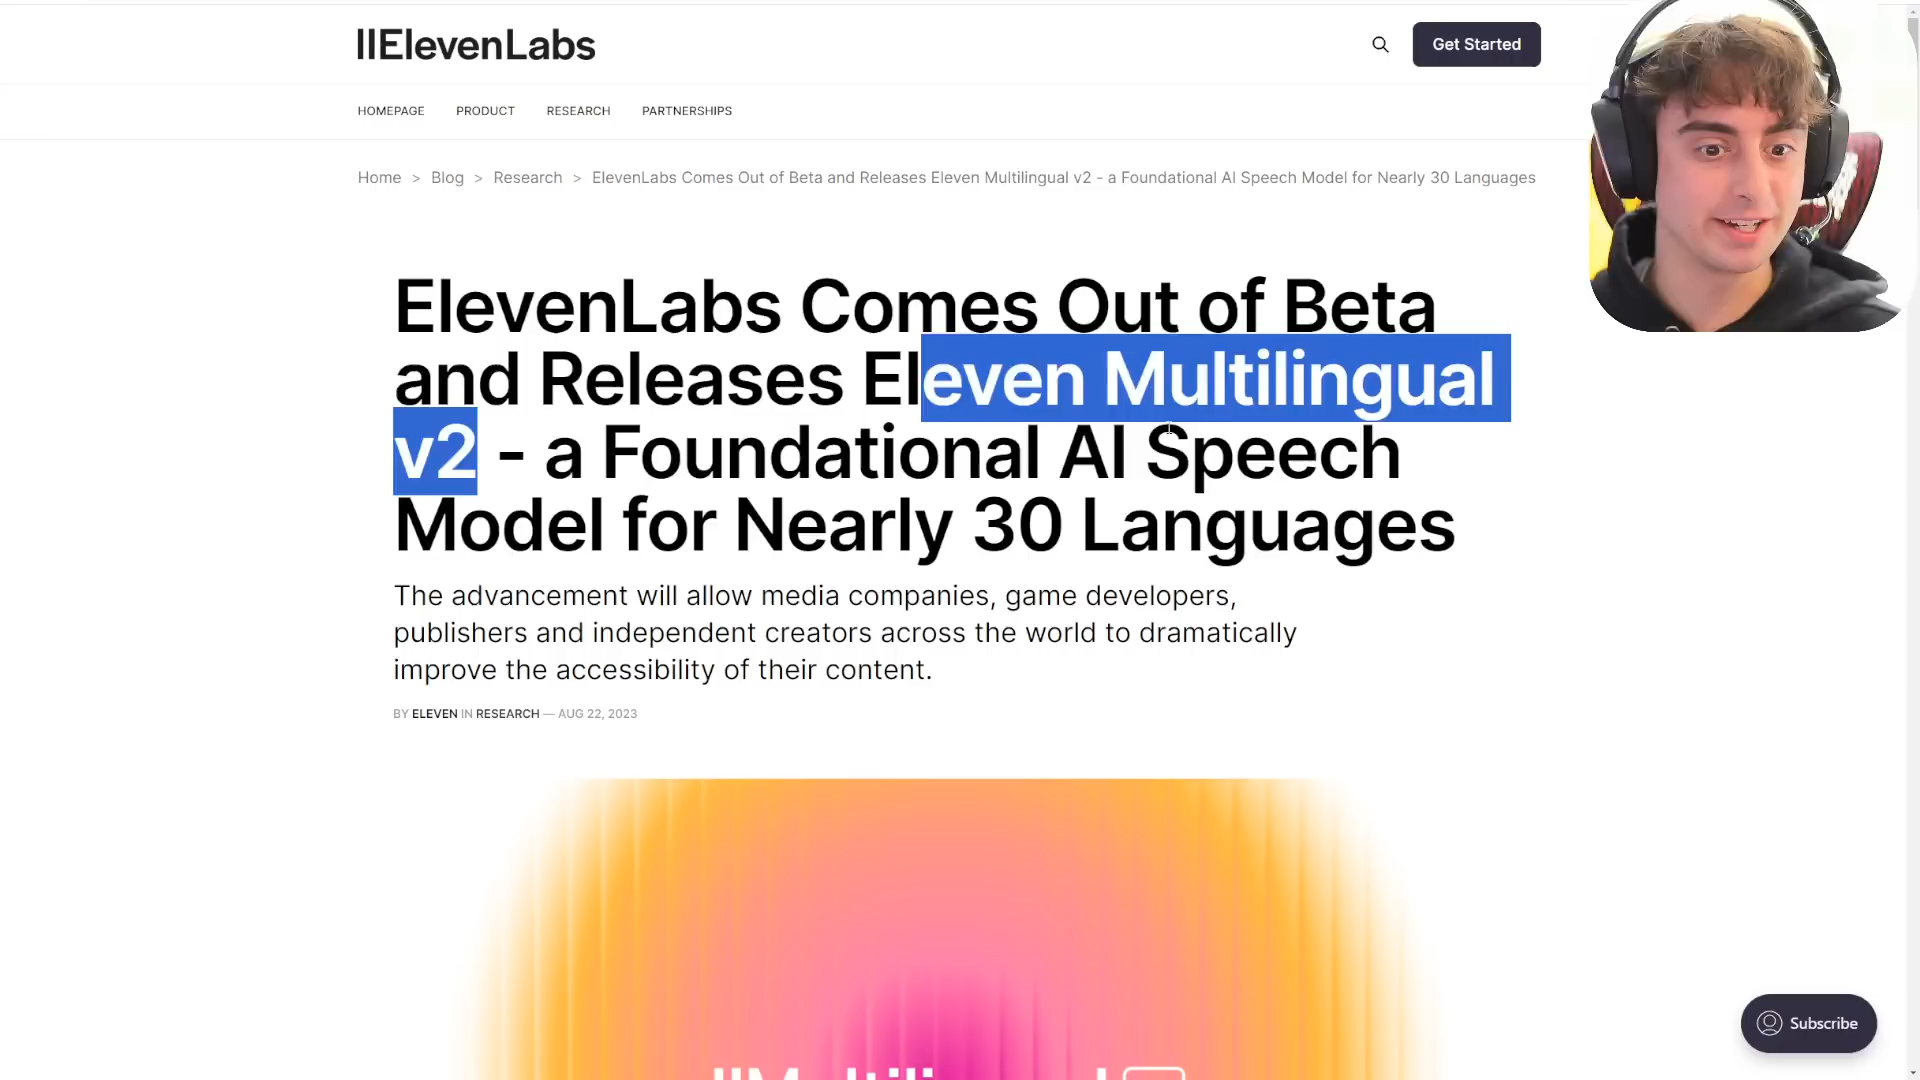 IIElevenLabs
Get Started
HOMEPAGE PRODUCT RESEARCH PARTNERSHIPS
Home > Blog > Research > ElevenLabs Comes Out of Beta and Releases Eleven Multilingual v2 - a Foundational AI Speech Model for Nearly 30 Languages
ElevenLabs Comes Out of Beta
and Releases Eleven Multilingual
v2 - a Foundational AI Speech
Model for Nearly 30 Languages
The advancement will allow media companies, game developers,
publishers and independent creators across the world to dramatically
improve the accessibility of their content.
BY ELEVEN IN RESEARCH — AUG 22, 2023
Subscribe